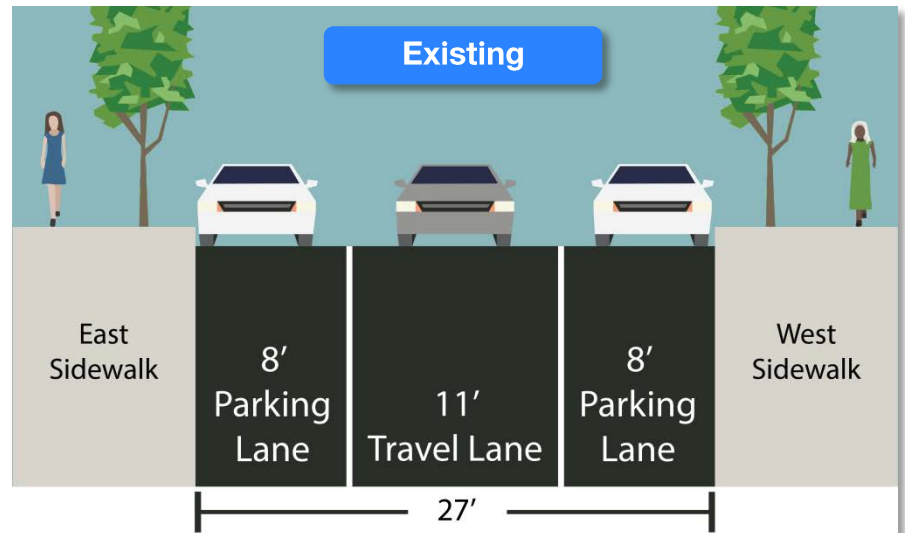 Existing
East
Sidewalk
8’
Parking
Lane
11’
Travel Lane
8’
Parking
Lane
West
Sidewalk
27’